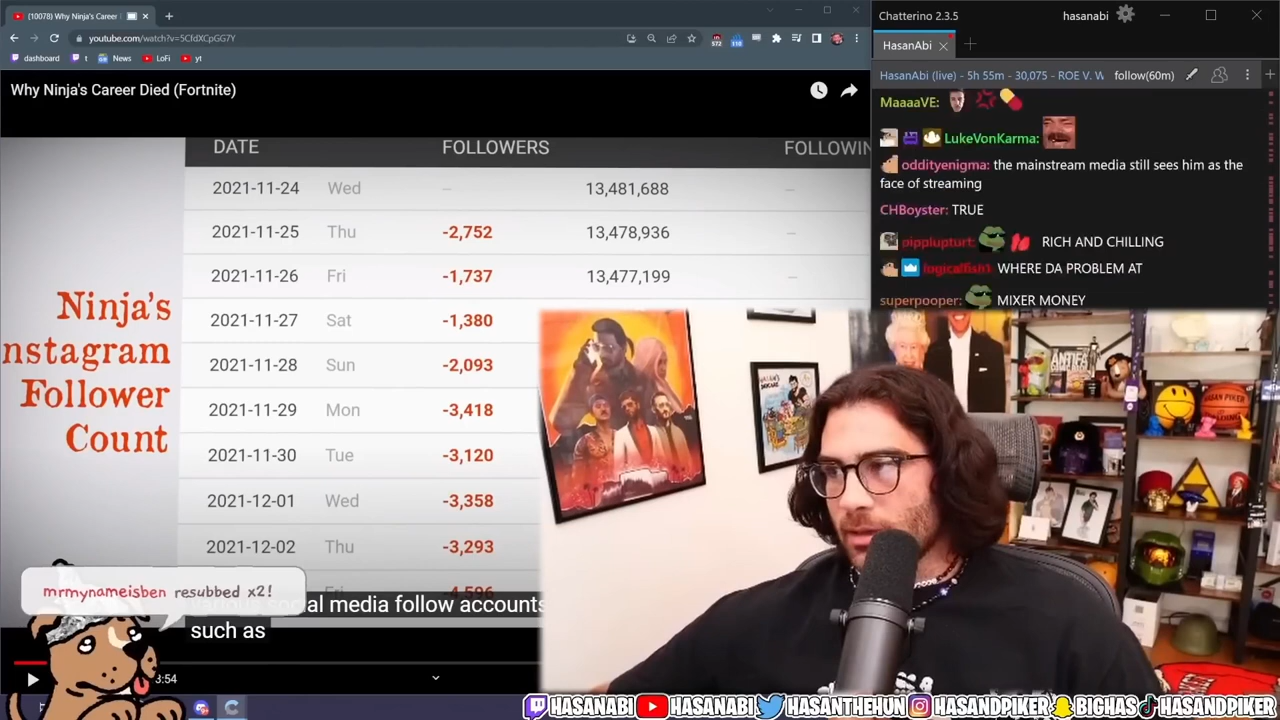 (10078) Why Ninja's Career
youtube.com/watch?v=5CfdXCpGG7Y
dashboard
t
News
LoFi
yt
Why Ninja's Career Died (Fortnite)
DATE FOLLOWERS FOLLOWIN
2021-11-24 Wed – 13,481,688 –
2021-11-25 Thu -2,752 13,478,936 –
2021-11-26 Fri -1,737 13,477,199 –
2021-11-27 Sat -1,380
2021-11-28 Sun -2,093
2021-11-29 Mon -3,418
2021-11-30 Tue -3,120
2021-12-01 Wed -3,358
2021-12-02 Thu -3,293
Ninja's
nstagram
Follower
Count
mrmynameisben resubbed x2!
social media follow accounts
such as
3:54
Chatterino 2.3.5
hasanabi
HasanAbi
HasanAbi (live) - 5h 55m - 30,075 - ROE V. W
follow(60m)
MaaaaVE:
LukeVonKarma:
oddityenigma: the mainstream media still sees him as the
face of streaming
CHBoyster: TRUE
pipplupturt: RICH AND CHILLING
logicalfish1 WHERE DA PROBLEM AT
superpooper: MIXER MONEY
ANTIFA
HASAN PIKER
HASANABI HASANABI HASANTHEHUN HASANDPIKER BIGHAS HASANDPIKER